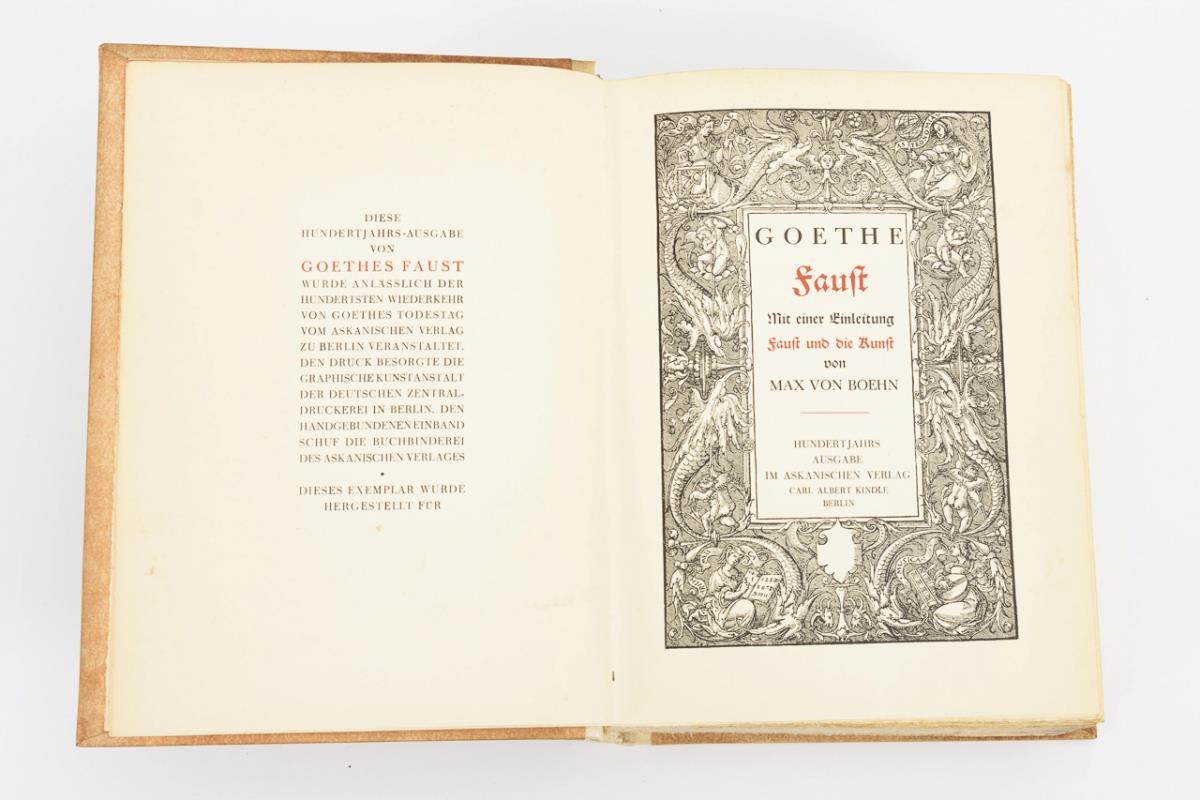 DIESE
HUNDERTJAHRS-AUSGABE
VON
GOETHES FAUST
WURDE ANLÄSSLICH DER
HUNDERTSTEN WIEDERKEHR
VON GOETHES TODESTAG
VOM ASKANISCHEN VERLAG
ZU BERLIN VERANSTALTET.
DEN DRUCK BESORGTE DIE
GRAPHISCHE KUNSTANSTALT
DER DEUTSCHEN ZENTRAL-
DRUCKEREI IN BERLIN. DEN
HANDGEBUNDENEN EINBAND
SCHUF DIE BUCHBINDEREI
DES ASKANISCHEN VERLAGES
DIESES EXEMPLAR WURDE
HERGESTELLT FÜR
GOETHE
Fauſt
Mit einer Einleitung
Fauſt und die Kunſt
von
MAX VON BOEHN
HUNDERTJAHRS
AUSGABE
IM ASKANISCHEN VERLAG
CARL ALBERT KINDLE
BERLIN